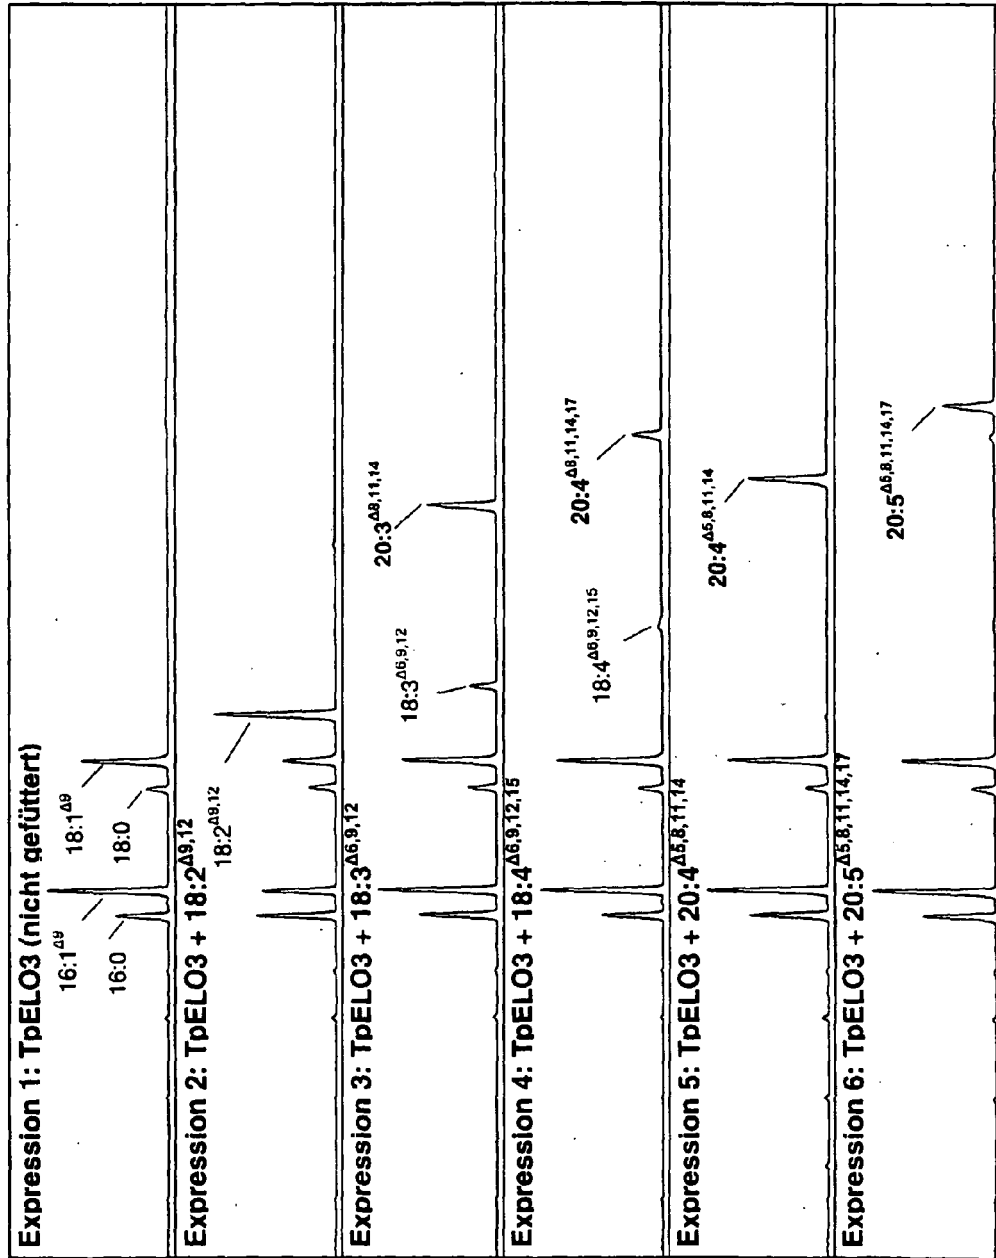 Expression 1: TpELO3 (nicht gefüttert)
16:0
16:1Δ9
18:0
18:1Δ9
Expression 2: TpELO3 + 18:2Δ9,12
18:2Δ9,12
Expression 3: TpELO3 + 18:3Δ6,9,12
18:3Δ6,9,12
20:3Δ8,11,14
Expression 4: TpELO3 + 18:4Δ6,9,12,15
18:4Δ6,9,12,15
20:4Δ8,11,14,17
Expression 5: TpELO3 + 20:4Δ5,8,11,14
20:4Δ5,8,11,14
Expression 6: TpELO3 + 20:5Δ5,8,11,14,17
20:5Δ5,8,11,14,17